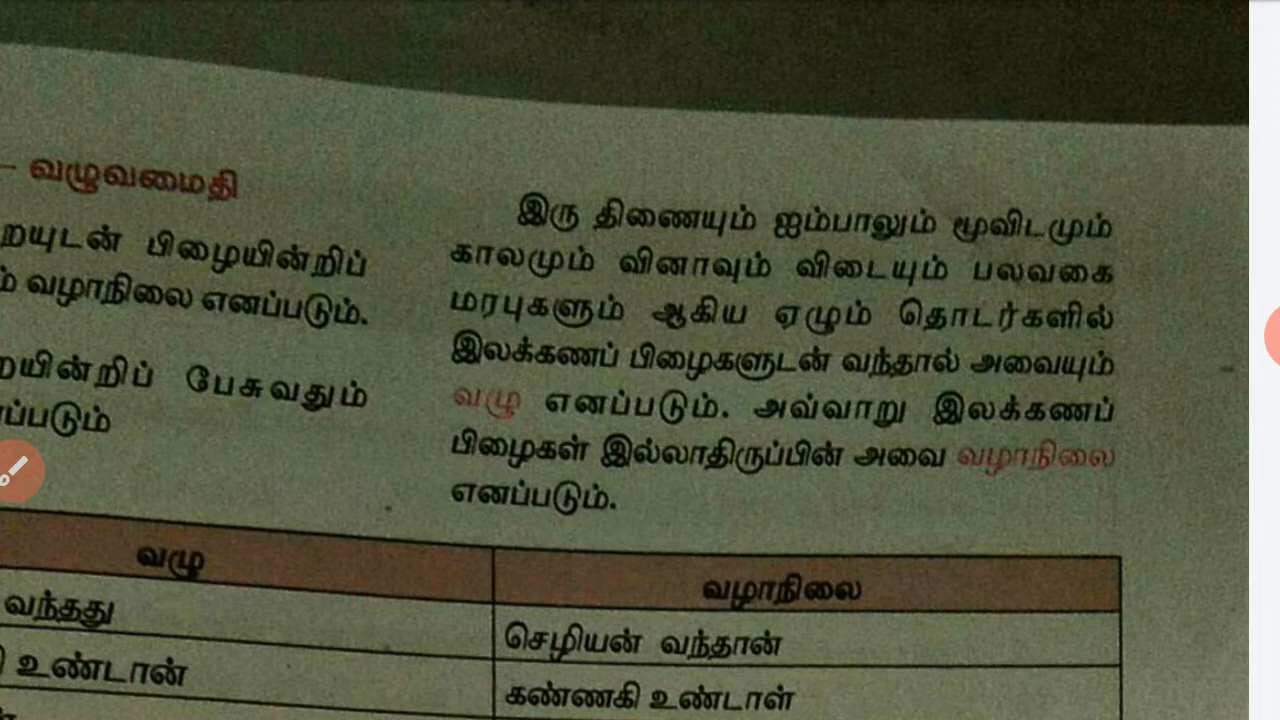 – வழுவமைதி
றயுடன் பிழையின்றிப்
ம் வழாநிலை எனப்படும்.
றயின்றிப் பேசுவதும்
ப்படும்
இரு திணையும் ஐம்பாலும் மூவிடமும்
காலமும் வினாவும் விடையும் பலவகை
மரபுகளும் ஆகிய ஏழும் தொடர்களில்
இலக்கணப் பிழைகளுடன் வந்தால் அவையும்
வழு எனப்படும். அவ்வாறு இலக்கணப்
பிழைகள் இல்லாதிருப்பின் அவை வழாநிலை
எனப்படும்.
வழு
வழாநிலை
வந்தது
செழியன் வந்தான்
உண்டான்
கண்ணகி உண்டாள்